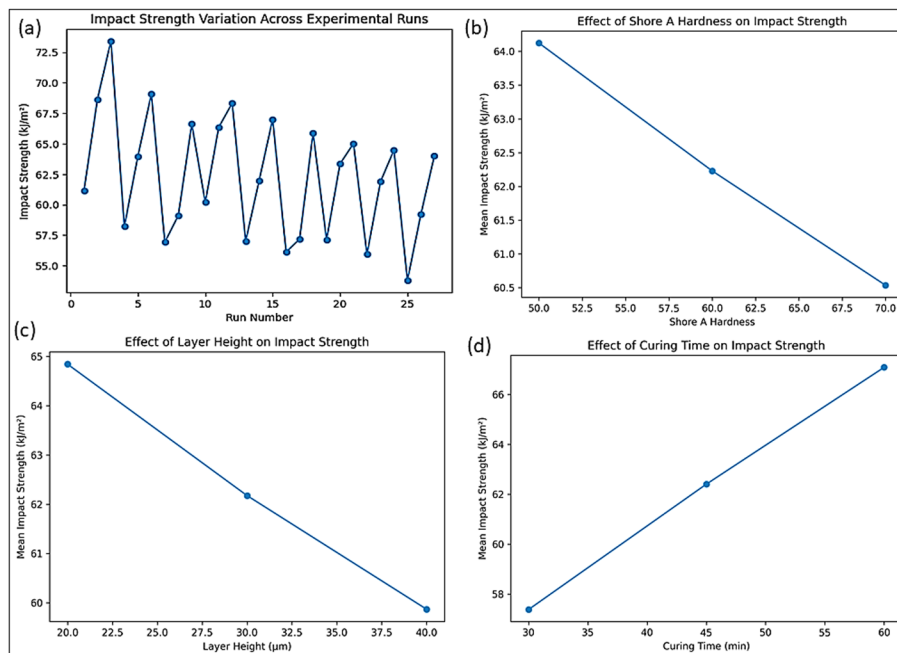 (a)
Impact Strength Variation Across Experimental Runs
Impact Strength (kJ/m²)
72.5
70.0
67.5
65.0
62.5
60.0
57.5
55.0
0 5 10 15 20 25
Run Number
(b)
Effect of Shore A Hardness on Impact Strength
Mean Impact Strength (kJ/m²)
64.0
63.5
63.0
62.5
62.0
61.5
61.0
60.5
50.0 52.5 55.0 57.5 60.0 62.5 65.0 67.5 70.0
Shore A Hardness
(c)
Effect of Layer Height on Impact Strength
Mean Impact Strength (kJ/m²)
65
64
63
62
61
60
20.0 22.5 25.0 27.5 30.0 32.5 35.0 37.5 40.0
Layer Height (μm)
(d)
Effect of Curing Time on Impact Strength
Mean Impact Strength (kJ/m²)
66
64
62
60
58
30 35 40 45 50 55 60
Curing Time (min)